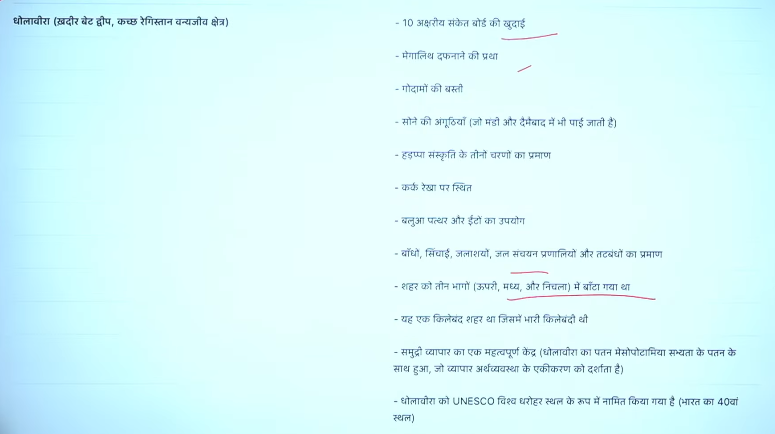 धोलावीरा (ख़दीर बेट द्वीप, कच्छ रेगिस्तान वन्यजीव क्षेत्र)
- 10 अक्षरीय संकेत बोर्ड की खुदाई
- मेगालिथ दफनाने की प्रथा
- गोदामों की बस्ती
- सोने की अंगूठियाँ (जो मंडी और दैमैबाद में भी पाई जाती हैं)
- हड़प्पा संस्कृति के तीनों चरणों का प्रमाण
- कर्क रेखा पर स्थित
- बलुआ पत्थर और ईंटों का उपयोग
- बाँधों, सिंचाई, जलाशयों, जल संचयन प्रणालियों और तटबंधों का प्रमाण
- शहर को तीन भागों (ऊपरी, मध्य, और निचला) में बाँटा गया था
- यह एक किलेबंद शहर था जिसमें भारी किलेबंदी थी
- समुद्री व्यापार का एक महत्वपूर्ण केंद्र (धोलावीरा का पतन मेसोपोटामिया सभ्यता के पतन के
साथ हुआ, जो व्यापार अर्थव्यवस्था के एकीकरण को दर्शाता है)
- धोलावीरा को UNESCO विश्व धरोहर स्थल के रूप में नामित किया गया है (भारत का 40वां
स्थल)